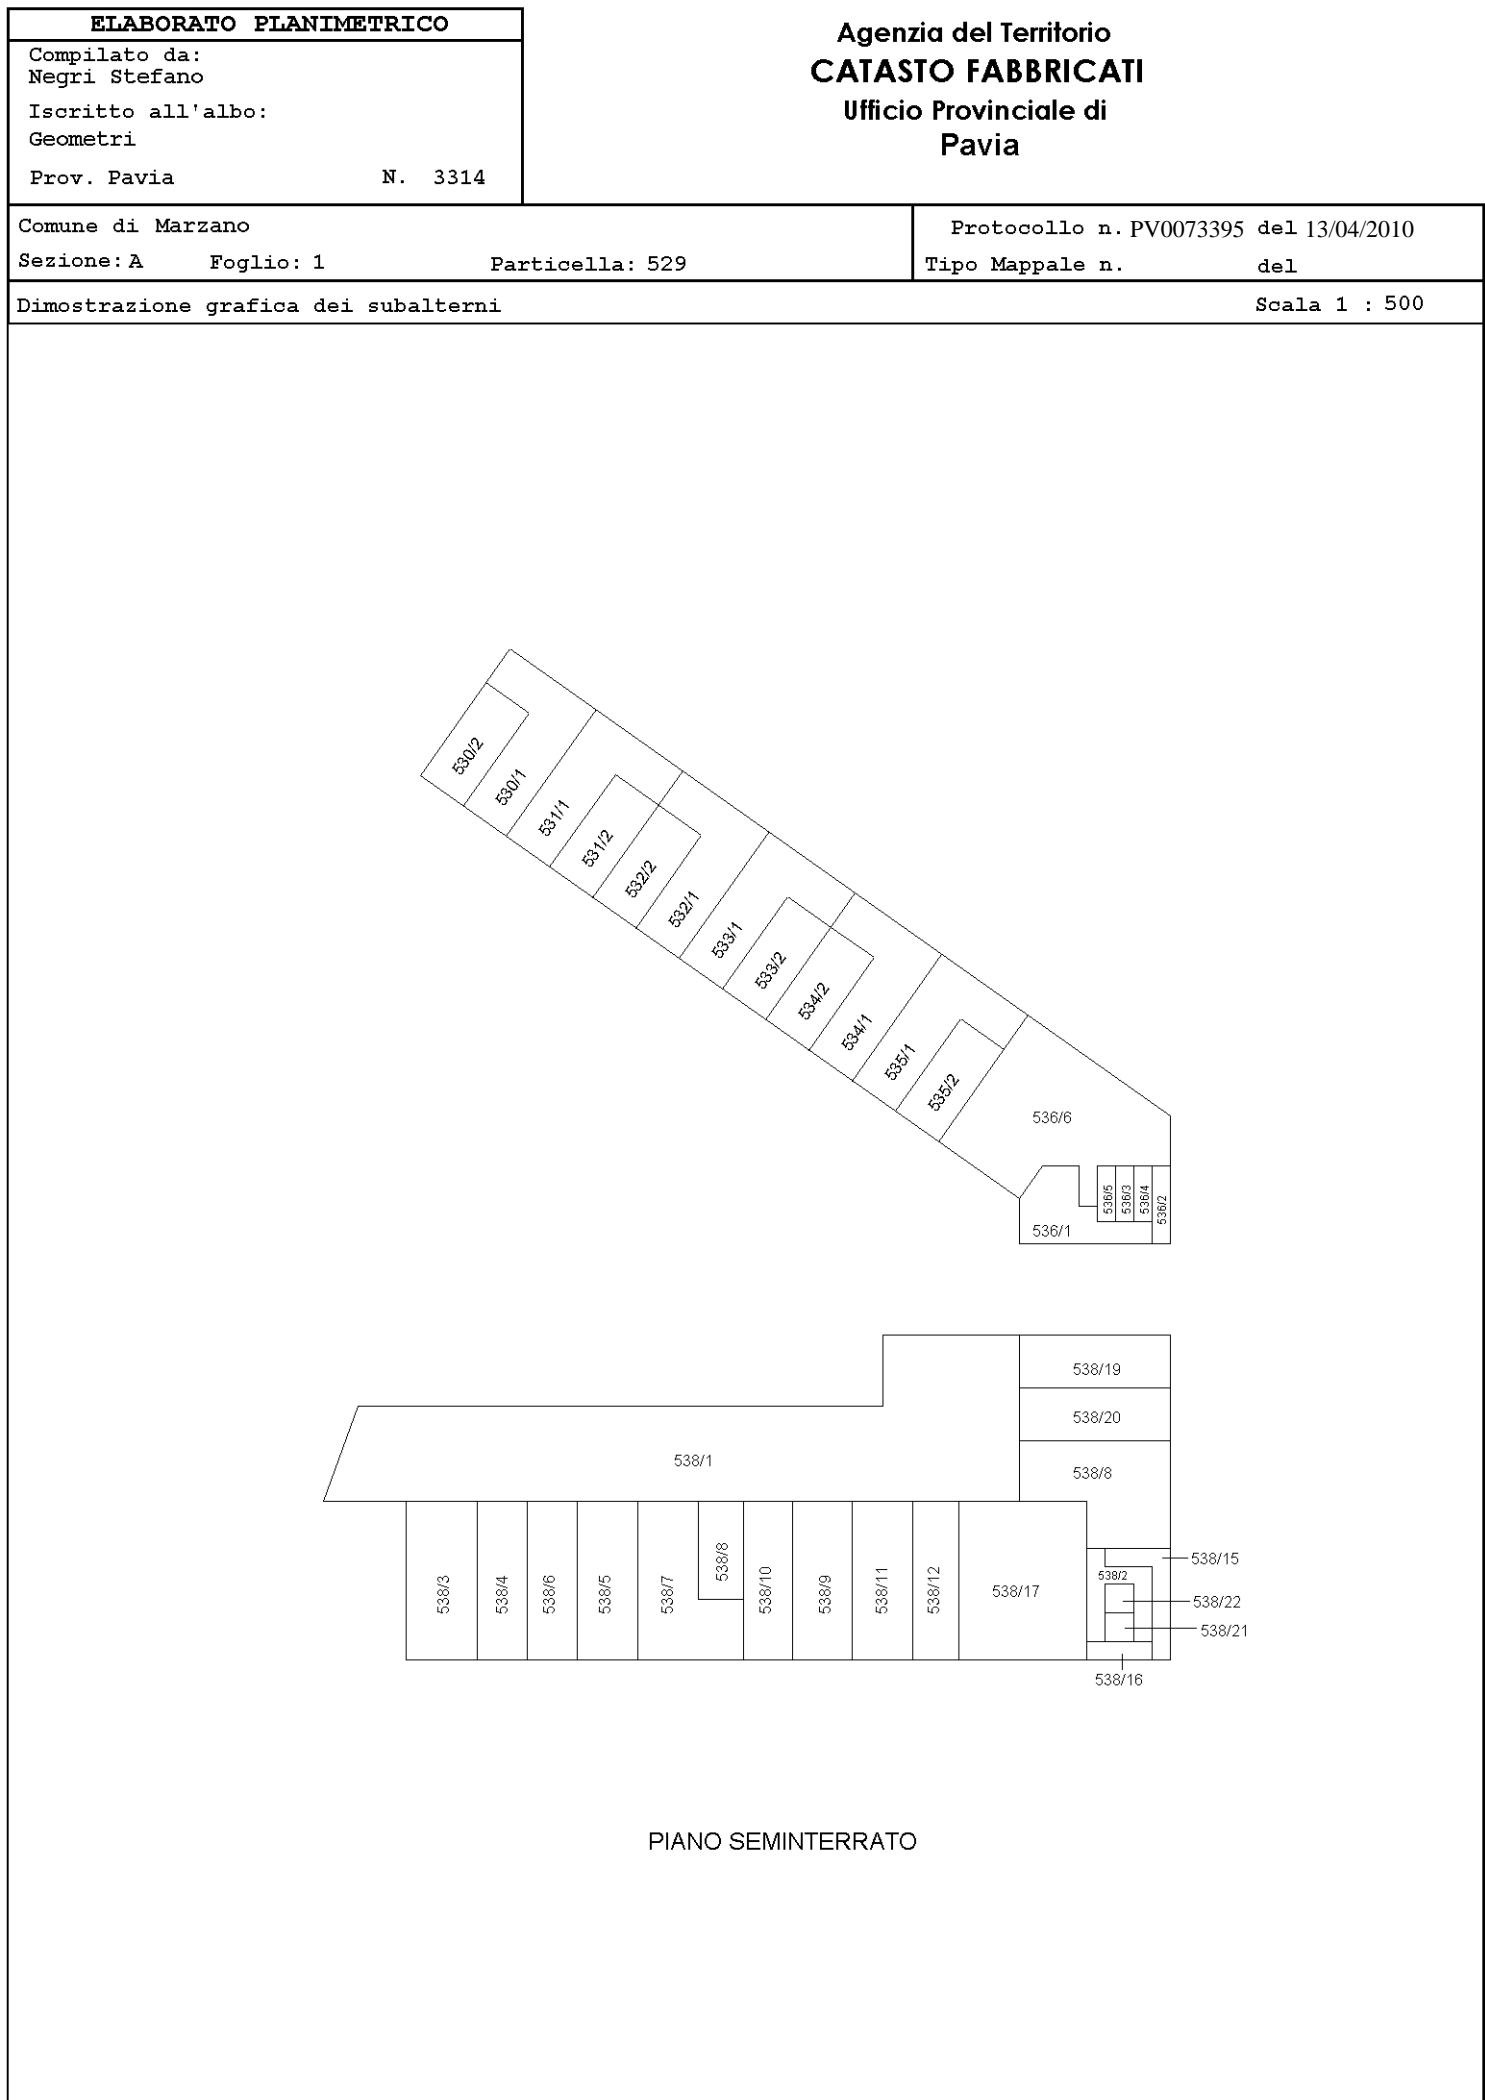 ELABORATO PLANIMETRICO
Compilato da:
Negri Stefano
Iscritto all'albo:
Geometri
Prov. Pavia N. 3314
Agenzia del Territorio
CATASTO FABBRICATI
Ufficio Provinciale di
Pavia
Comune di Marzano
Sezione: A Foglio: 1 Particella: 529
Protocollo n. PV0073395 del 13/04/2010
Tipo Mappale n. del
Dimostrazione grafica dei subalterni Scala 1 : 500
530/2
530/1
531/1
531/2
532/2
532/1
533/1
533/2
534/2
534/1
535/1
535/2
536/6
536/5
536/3
536/4
536/2
536/1
538/19
538/20
538/1
538/8
538/3
538/4
538/6
538/5
538/7
538/8
538/10
538/9
538/11
538/12
538/17
538/15
538/2
538/22
538/21
538/16
PIANO SEMINTERRATO